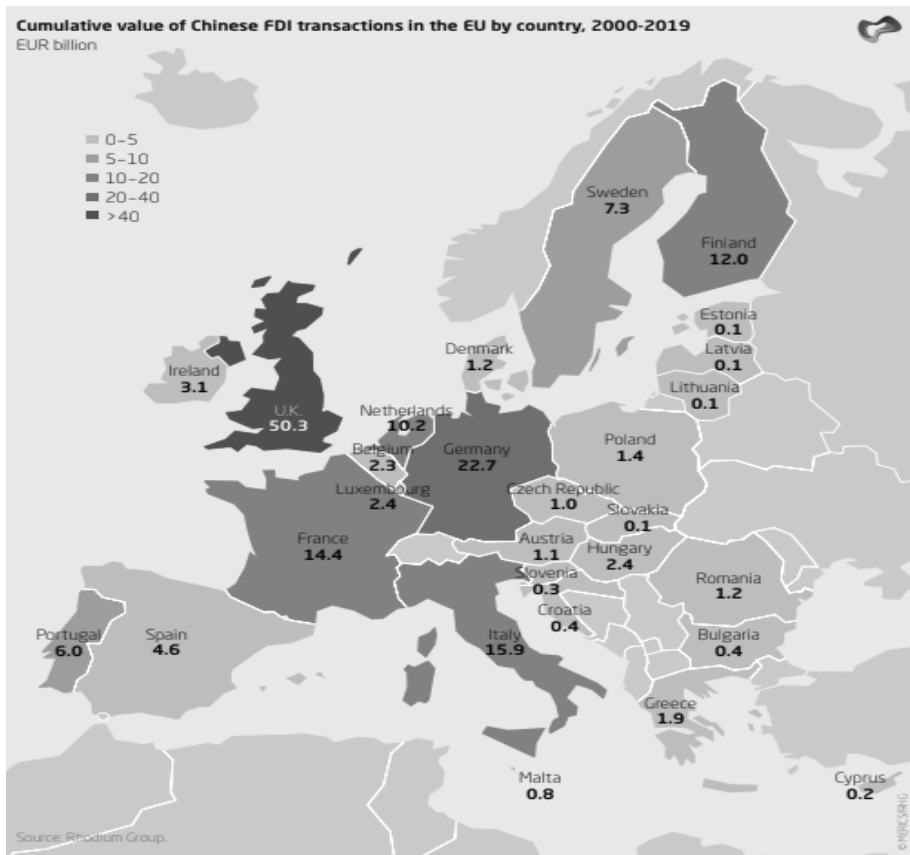 Cumulative value of Chinese FDI transactions in the EU by country, 2000-2019
EUR billion
0-5
5-10
10-20
20-40
>40
Sweden
7.3
Finland
12.0
Estonia
0.1
Latvia
0.1
Lithuania
0.1
Denmark
1.2
Ireland
3.1
U.K.
50.3
Netherlands
10.2
Belgium
2.3
Luxembourg
2.4
Germany
22.7
Poland
1.4
Czech Republic
1.0
Slovakia
0.1
Austria
1.1
Hungary
2.4
Slovenia
0.3
Croatia
0.4
Romania
1.2
Bulgaria
0.4
France
14.4
Portugal
6.0
Spain
4.6
Italy
15.9
Greece
1.9
Malta
0.8
Cyprus
0.2
Source: Rhodium Group.
©MERICS/RHG